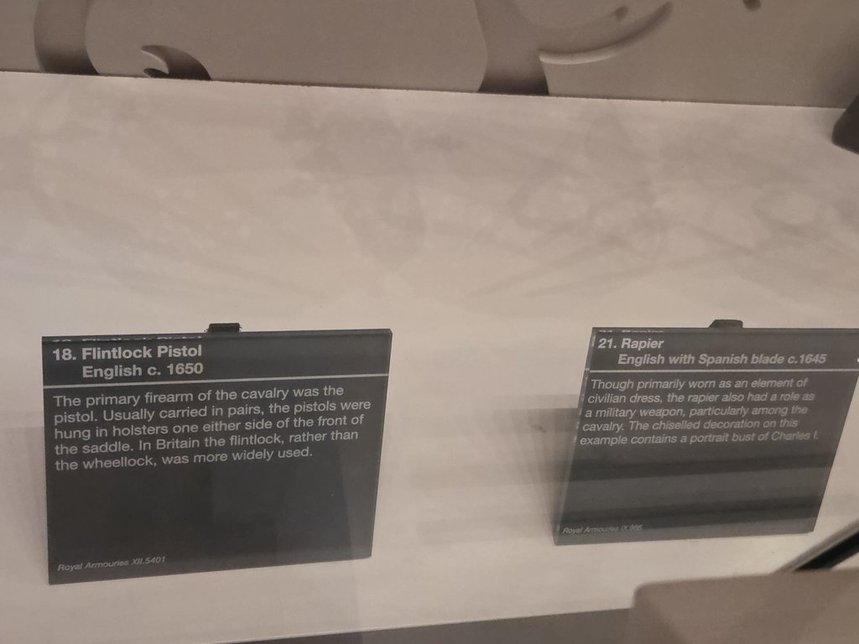 18. Flintlock Pistol
English c. 1650
The primary firearm of the cavalry was the
pistol. Usually carried in pairs, the pistols were
hung in holsters one either side of the front of
the saddle. In Britain the flintlock, rather than
the wheellock, was more widely used.
Royal Armouries XII.5401
21. Rapier
English with Spanish blade c.1645
Though primarily worn as an element of
civilian dress, the rapier also had a role as
a military weapon, particularly among the
cavalry. The chiselled decoration on this
example contains a portrait bust of Charles I.
Royal Armouries